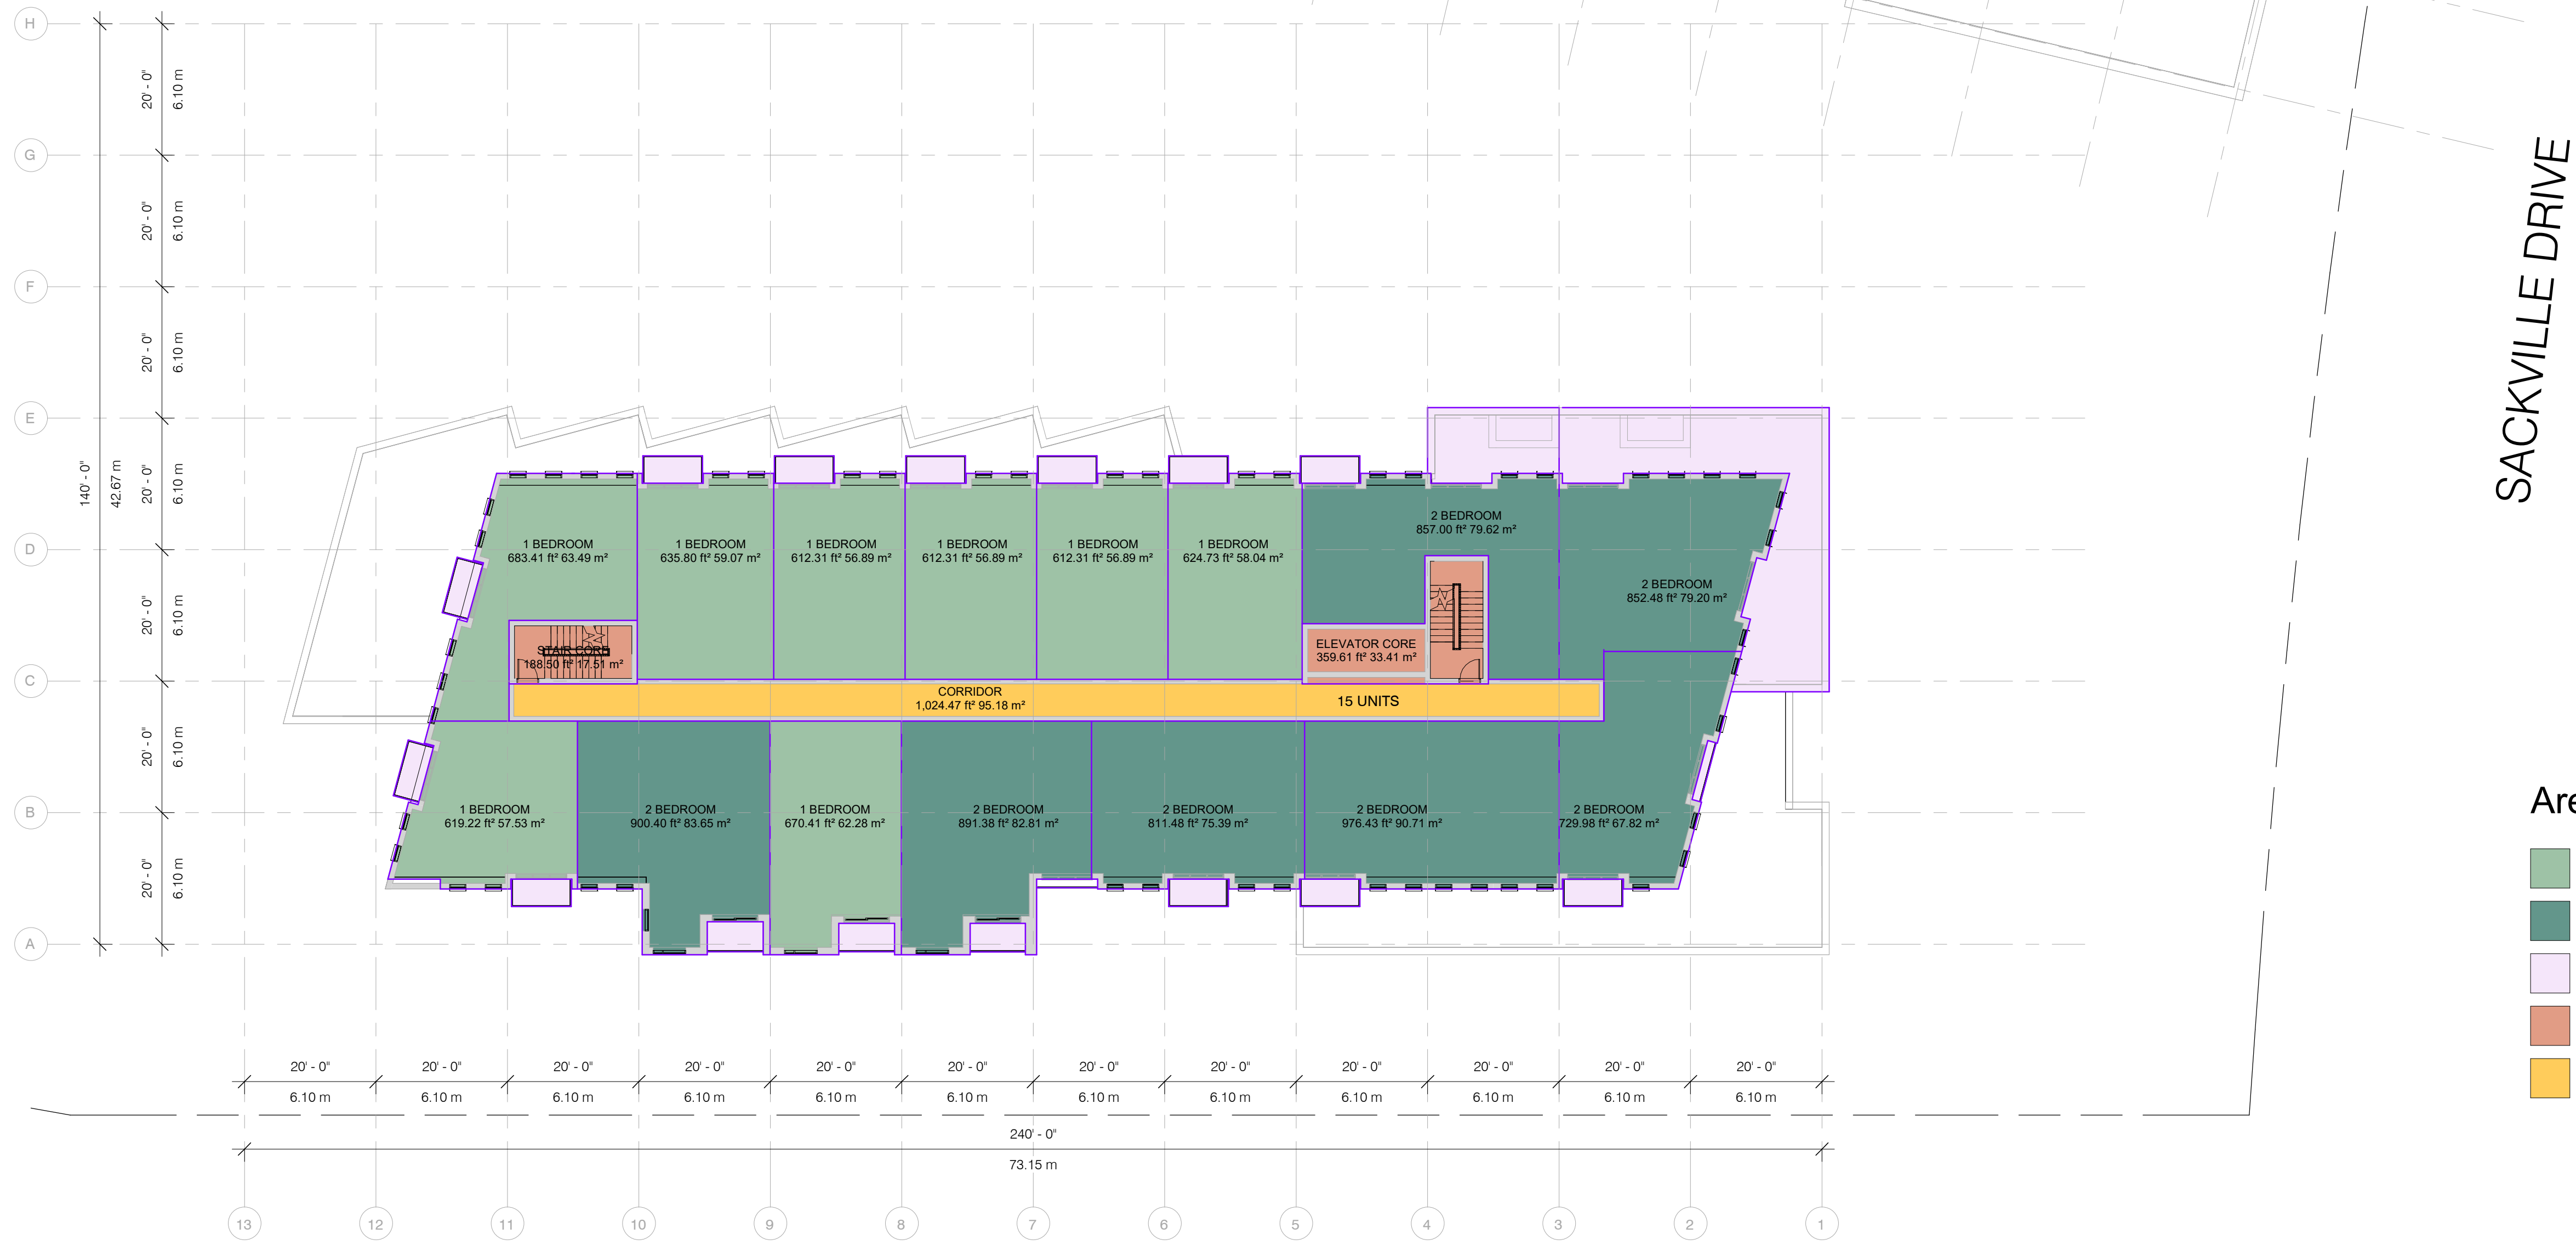 H
G
F
E
D
C
B
A
140' - 0"
42.67 m
20' - 0"
6.10 m
20' - 0"
6.10 m
20' - 0"
6.10 m
20' - 0"
6.10 m
20' - 0"
6.10 m
20' - 0"
6.10 m
20' - 0"
6.10 m
SACKVILLE DRIVE
2 BEDROOM
857.00 ft² 79.62 m²
1 BEDROOM
683.41 ft² 63.49 m²
1 BEDROOM
635.80 ft² 59.07 m²
1 BEDROOM
612.31 ft² 56.89 m²
1 BEDROOM
612.31 ft² 56.89 m²
1 BEDROOM
612.31 ft² 56.89 m²
1 BEDROOM
624.73 ft² 58.04 m²
2 BEDROOM
852.48 ft² 79.20 m²
STAIR CORE
188.50 ft² 17.51 m²
ELEVATOR CORE
359.61 ft² 33.41 m²
CORRIDOR
1,024.47 ft² 95.18 m²
15 UNITS
1 BEDROOM
619.22 ft² 57.53 m²
2 BEDROOM
900.40 ft² 83.65 m²
1 BEDROOM
670.41 ft² 62.28 m²
2 BEDROOM
891.38 ft² 82.81 m²
2 BEDROOM
811.48 ft² 75.39 m²
2 BEDROOM
976.43 ft² 90.71 m²
2 BEDROOM
729.98 ft² 67.82 m²
Are
20' - 0" 20' - 0" 20' - 0" 20' - 0" 20' - 0" 20' - 0" 20' - 0" 20' - 0" 20' - 0" 20' - 0" 20' - 0" 20' - 0"
6.10 m 6.10 m 6.10 m 6.10 m 6.10 m 6.10 m 6.10 m 6.10 m 6.10 m 6.10 m 6.10 m 6.10 m
240' - 0"
73.15 m
13 12 11 10 9 8 7 6 5 4 3 2 1